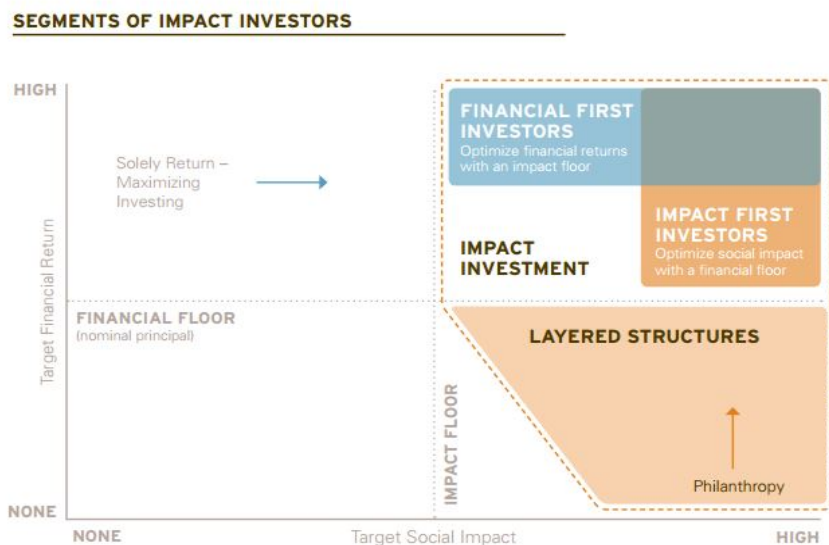 SEGMENTS OF IMPACT INVESTORS
HIGH
FINANCIAL FIRST
INVESTORS
Optimize financial returns
with an impact floor
Solely Return –
Maximizing
Investing
IMPACT FIRST
INVESTORS
Optimize social impact
with a financial floor
IMPACT
INVESTMENT
Target Financial Return
FINANCIAL FLOOR
(nominal principal)
LAYERED STRUCTURES
IMPACT FLOOR
Philanthropy
NONE
NONE
Target Social Impact
HIGH